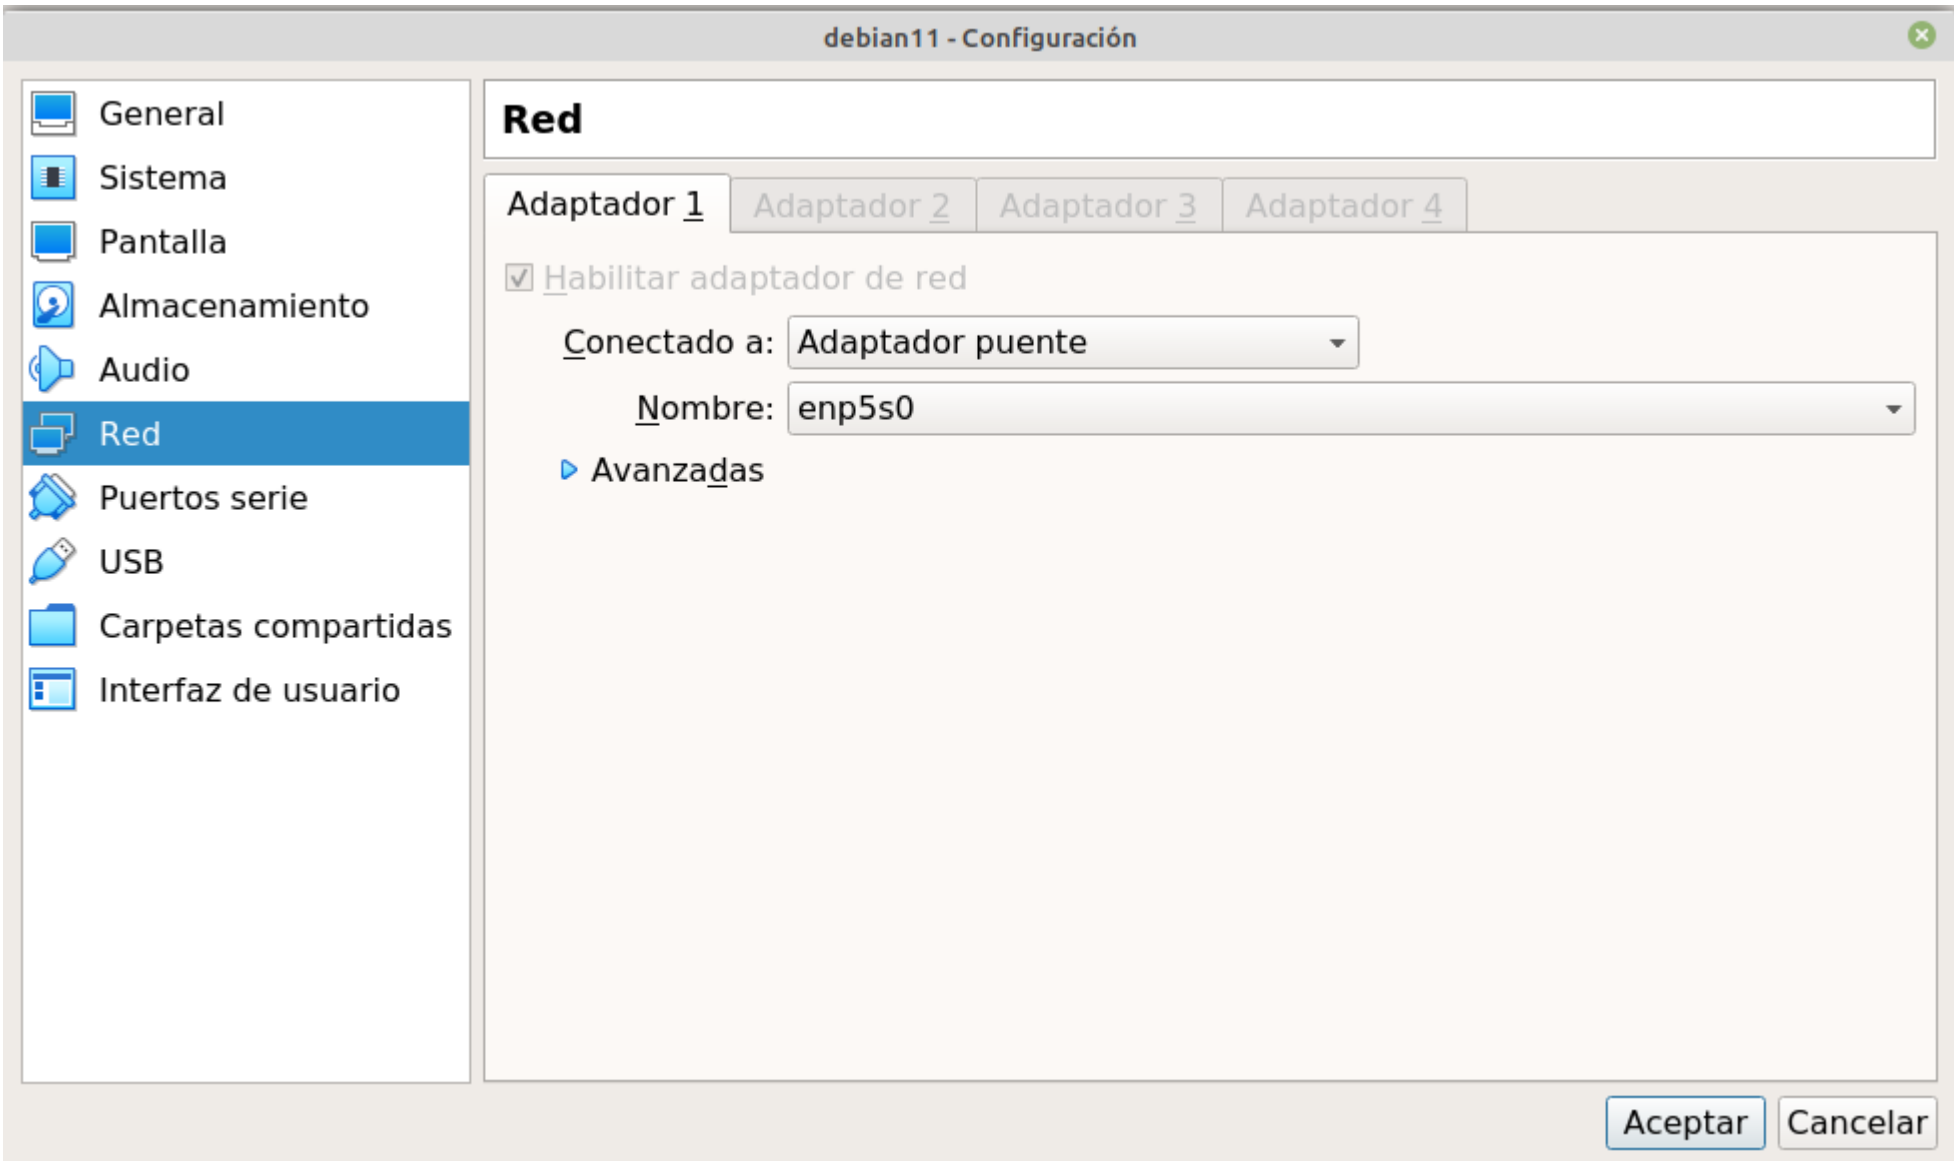 debian11 - Configuración
General
Sistema
Pantalla
Almacenamiento
Audio
Red
Puertos serie
USB
Carpetas compartidas
Interfaz de usuario
Red
Adaptador 1 Adaptador 2 Adaptador 3 Adaptador 4
Habilitar adaptador de red
Conectado a: Adaptador puente
Nombre: enp5s0
Avanzadas
Aceptar Cancelar